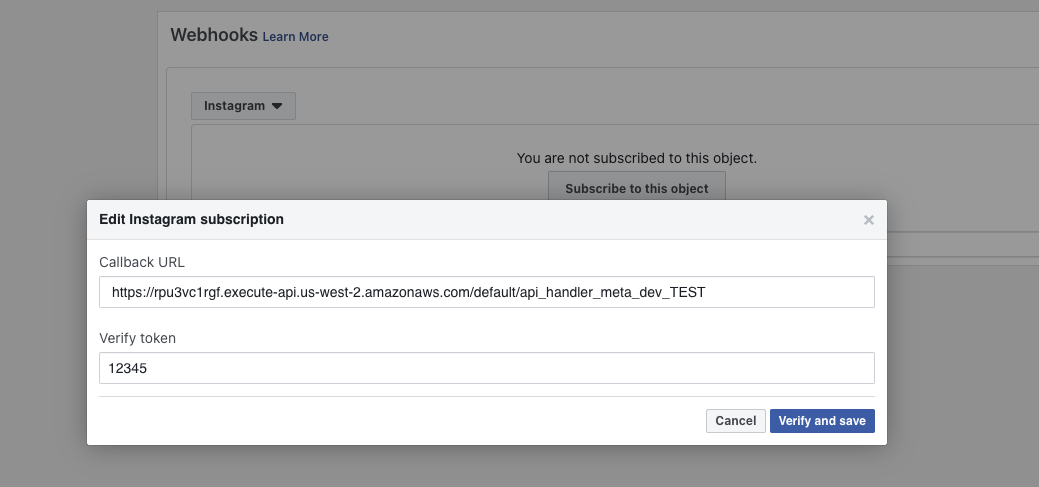 Webhooks Learn More
Instagram
You are not subscribed to this object.
Subscribe to this object
Edit Instagram subscription
×
Callback URL
https://rpu3vc1rgf.execute-api.us-west-2.amazonaws.com/default/api_handler_meta_dev_TEST
Verify token
12345
Cancel Verify and save